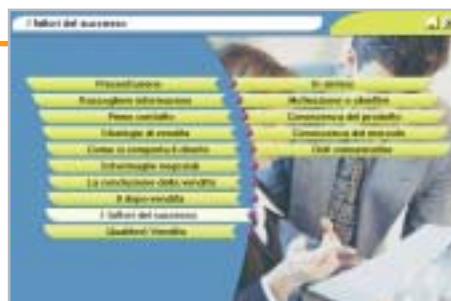 I fattori del successo
Presentazione
Raccogliere informazioni
Primo contatto
Strategie di vendita
Come si comporta il cliente
Il dopo vendita
La conclusione della vendita
I fattori del successo
Qualitest Vendita
In sintesi
Motivazione e obiettivi
Conoscenza del prodotto
Conoscenza del mercato
Doti comunicative